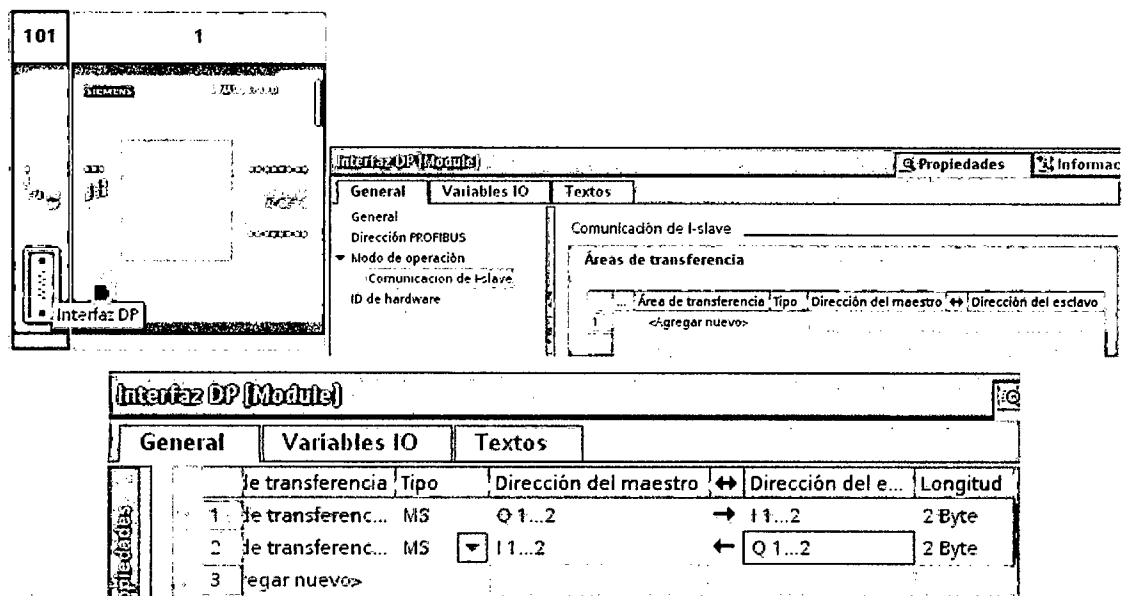 101 1
SIEMENS
Interfaz DP
Interfaz DP [Module]
Propiedades Informac
General Variables IO Textos
General
Dirección PROFIBUS
Modo de operación
Comunicacion de I-slave
ID de hardware
Comunicación de I-slave
Áreas de transferencia
... Área de transferencia Tipo Dirección del maestro ↔ Dirección del esclavo
1 <Agregar nuevo>
Interfaz DP [Module]
General Variables IO Textos
de transferencia Tipo Dirección del maestro ↔ Dirección del e... Longitud
1 de transferenc... MS Q 1...2 → I 1...2 2 Byte
2 de transferenc... MS I 1...2 ← Q 1...2 2 Byte
3 regar nuevo>
piedades